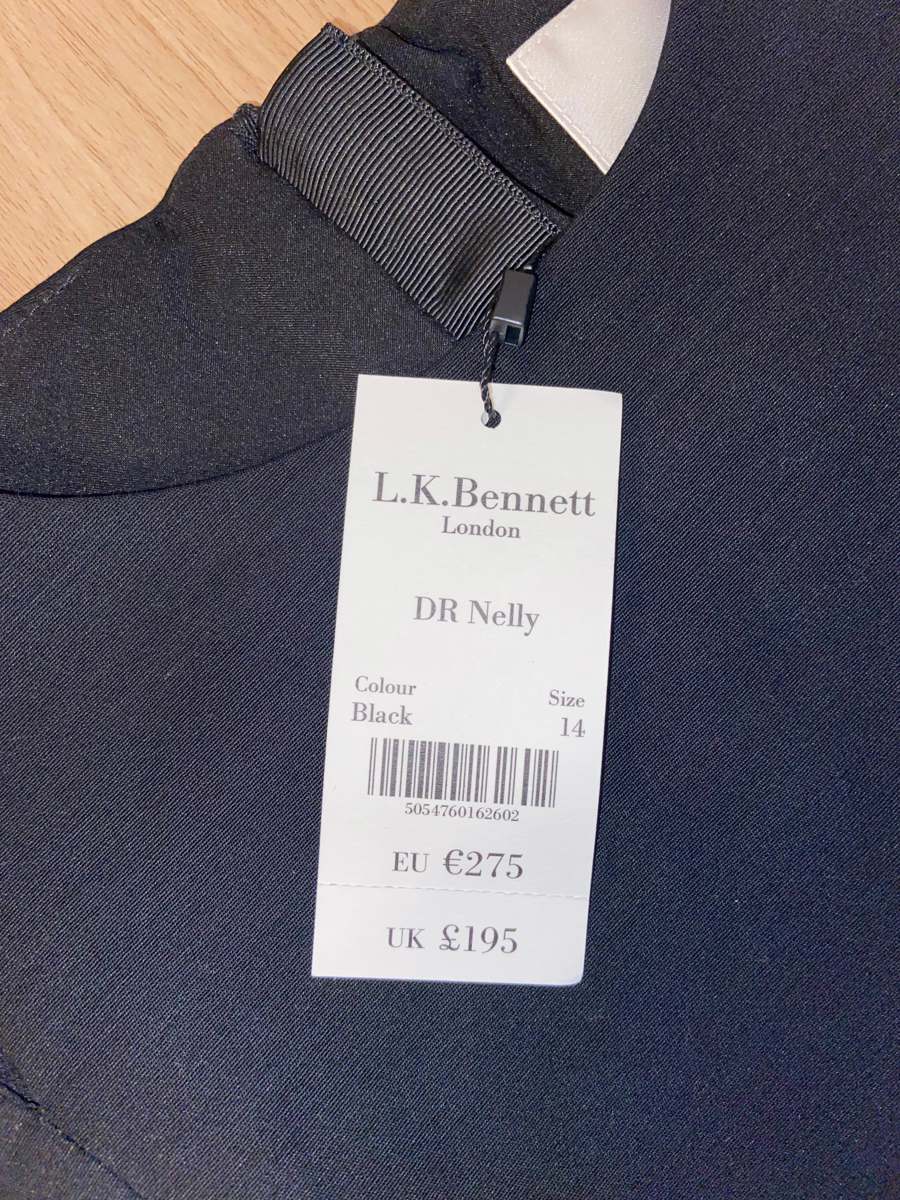 L.K.Bennett
London
DR Nelly
Colour
Black
Size
14
5054760162602
EU €275
UK £195